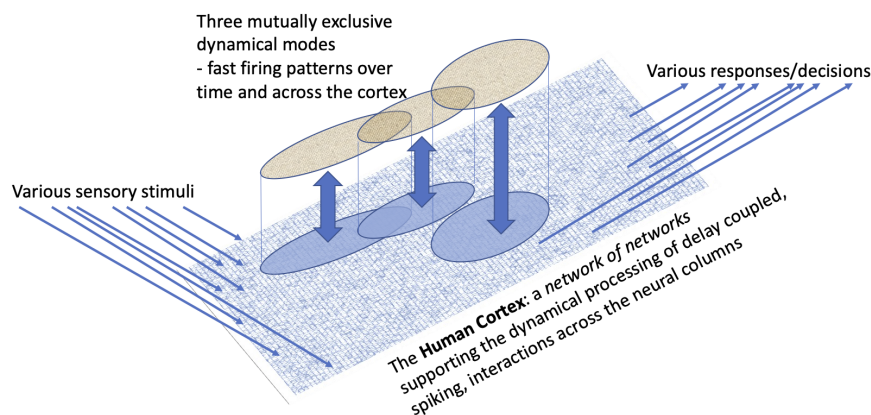 Three mutually exclusive
dynamical modes
- fast firing patterns over
time and across the cortex
Various responses/decisions
Various sensory stimuli
The Human Cortex: a network of networks
supporting the dynamical processing of delay coupled,
spiking, interactions across the neural columns